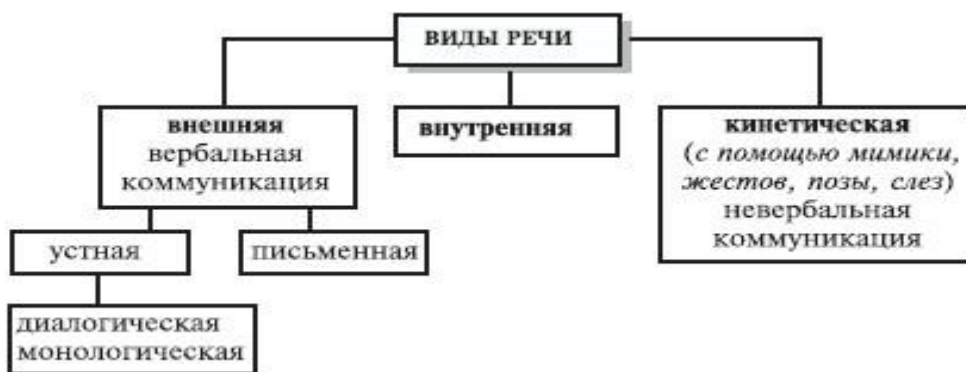 ВИДЫ РЕЧИ
внешняя
вербальная
коммуникация
внутренняя
кинетическая
(с помощью мимики,
жестов, позы, слез)
невербальная
коммуникация
устная
письменная
диалогическая
монологическая